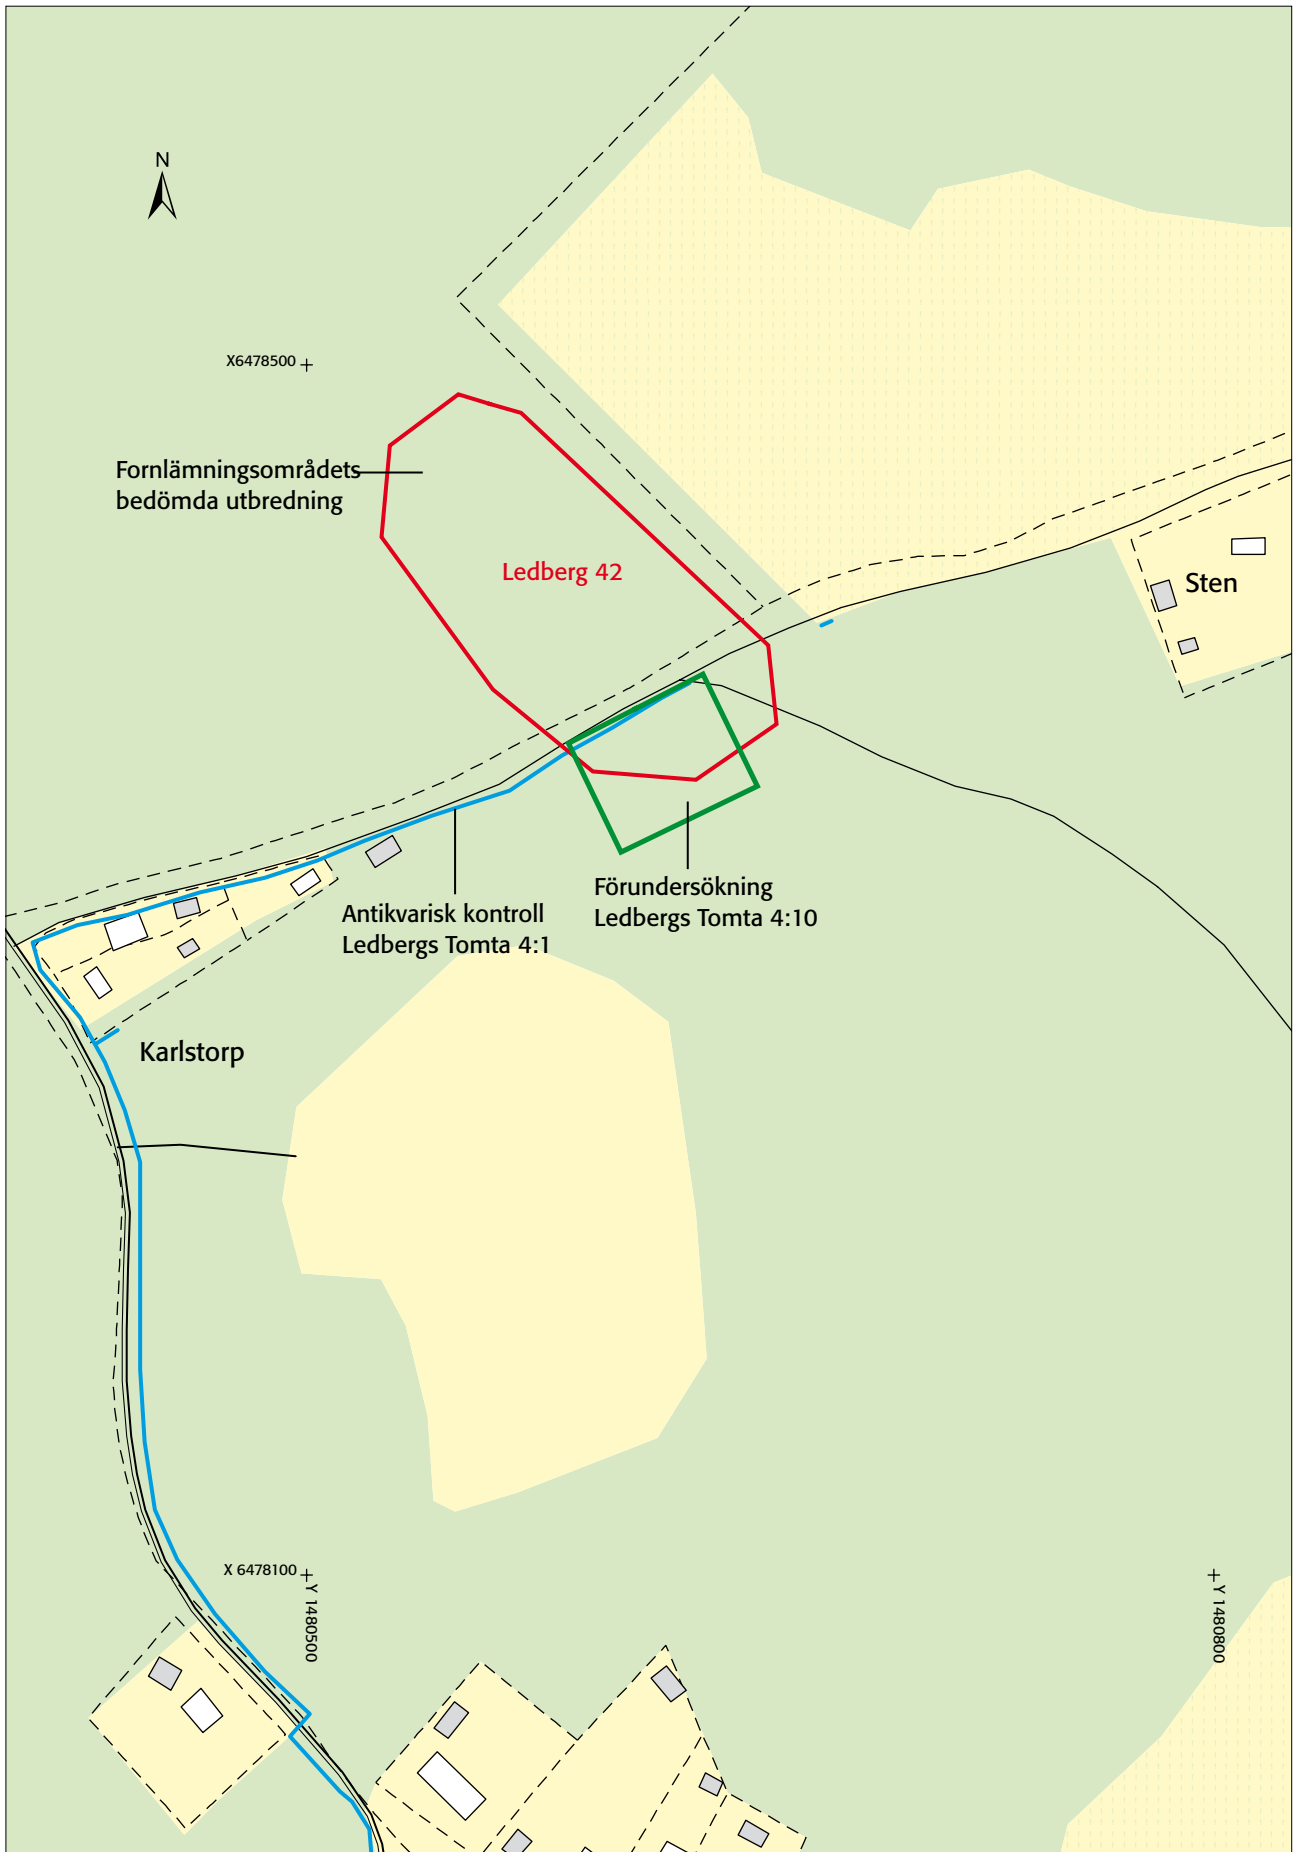 N
X6478500
Fornlämningsområdets
bedömda utbredning
Ledberg 42
Sten
Förundersökning
Ledbergs Tomta 4:10
Antikvarisk kontroll
Ledbergs Tomta 4:1
Karlstorp
X 6478100
Y 1480500
Y 1480800